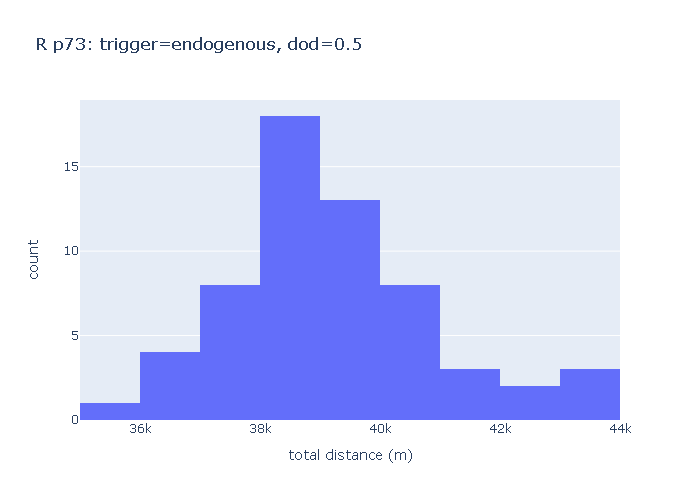 R p73: trigger=endogenous, dod=0.5
15
10
5
0
count
36k
38k
40k
42k
44k
total distance (m)